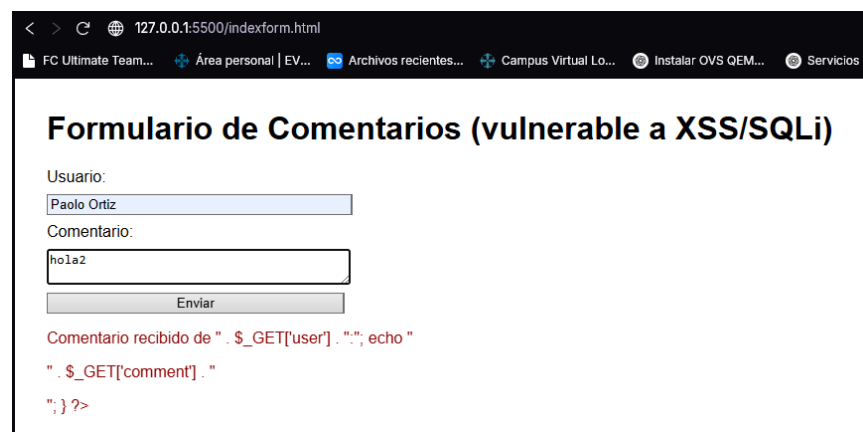 127.0.0.1:5500/indexform.html
FC Ultimate Team... Área personal | EV... Archivos recientes... Campus Virtual Lo... Instalar OVS QEM... Servicios
Formulario de Comentarios (vulnerable a XSS/SQLi)
Usuario:
Paolo Ortiz
Comentario:
hola2
Enviar
Comentario recibido de " . $_GET['user'] . ":"; echo "
" . $_GET['comment'] . "
"; } ?>